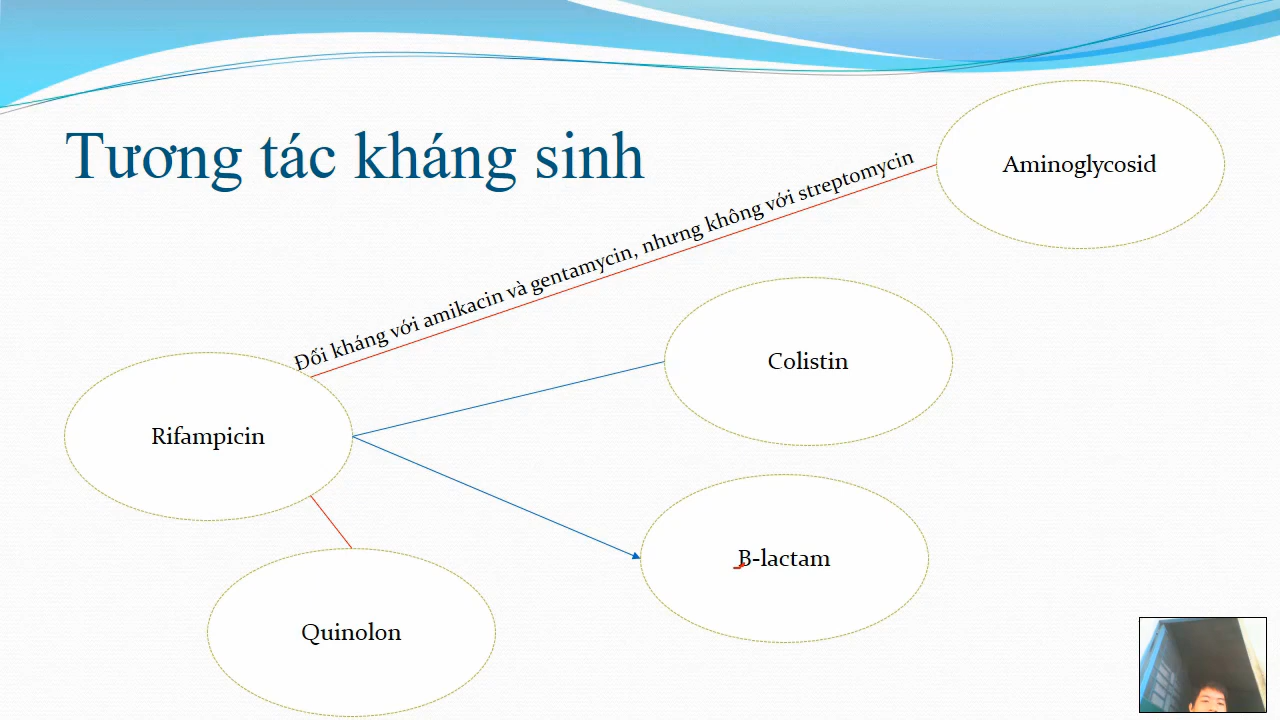 Tương tác kháng sinh
Aminoglycosid
Đối kháng với amikacin và gentamycin, nhưng không với streptomycin
Colistin
Rifampicin
B-lactam
Quinolon